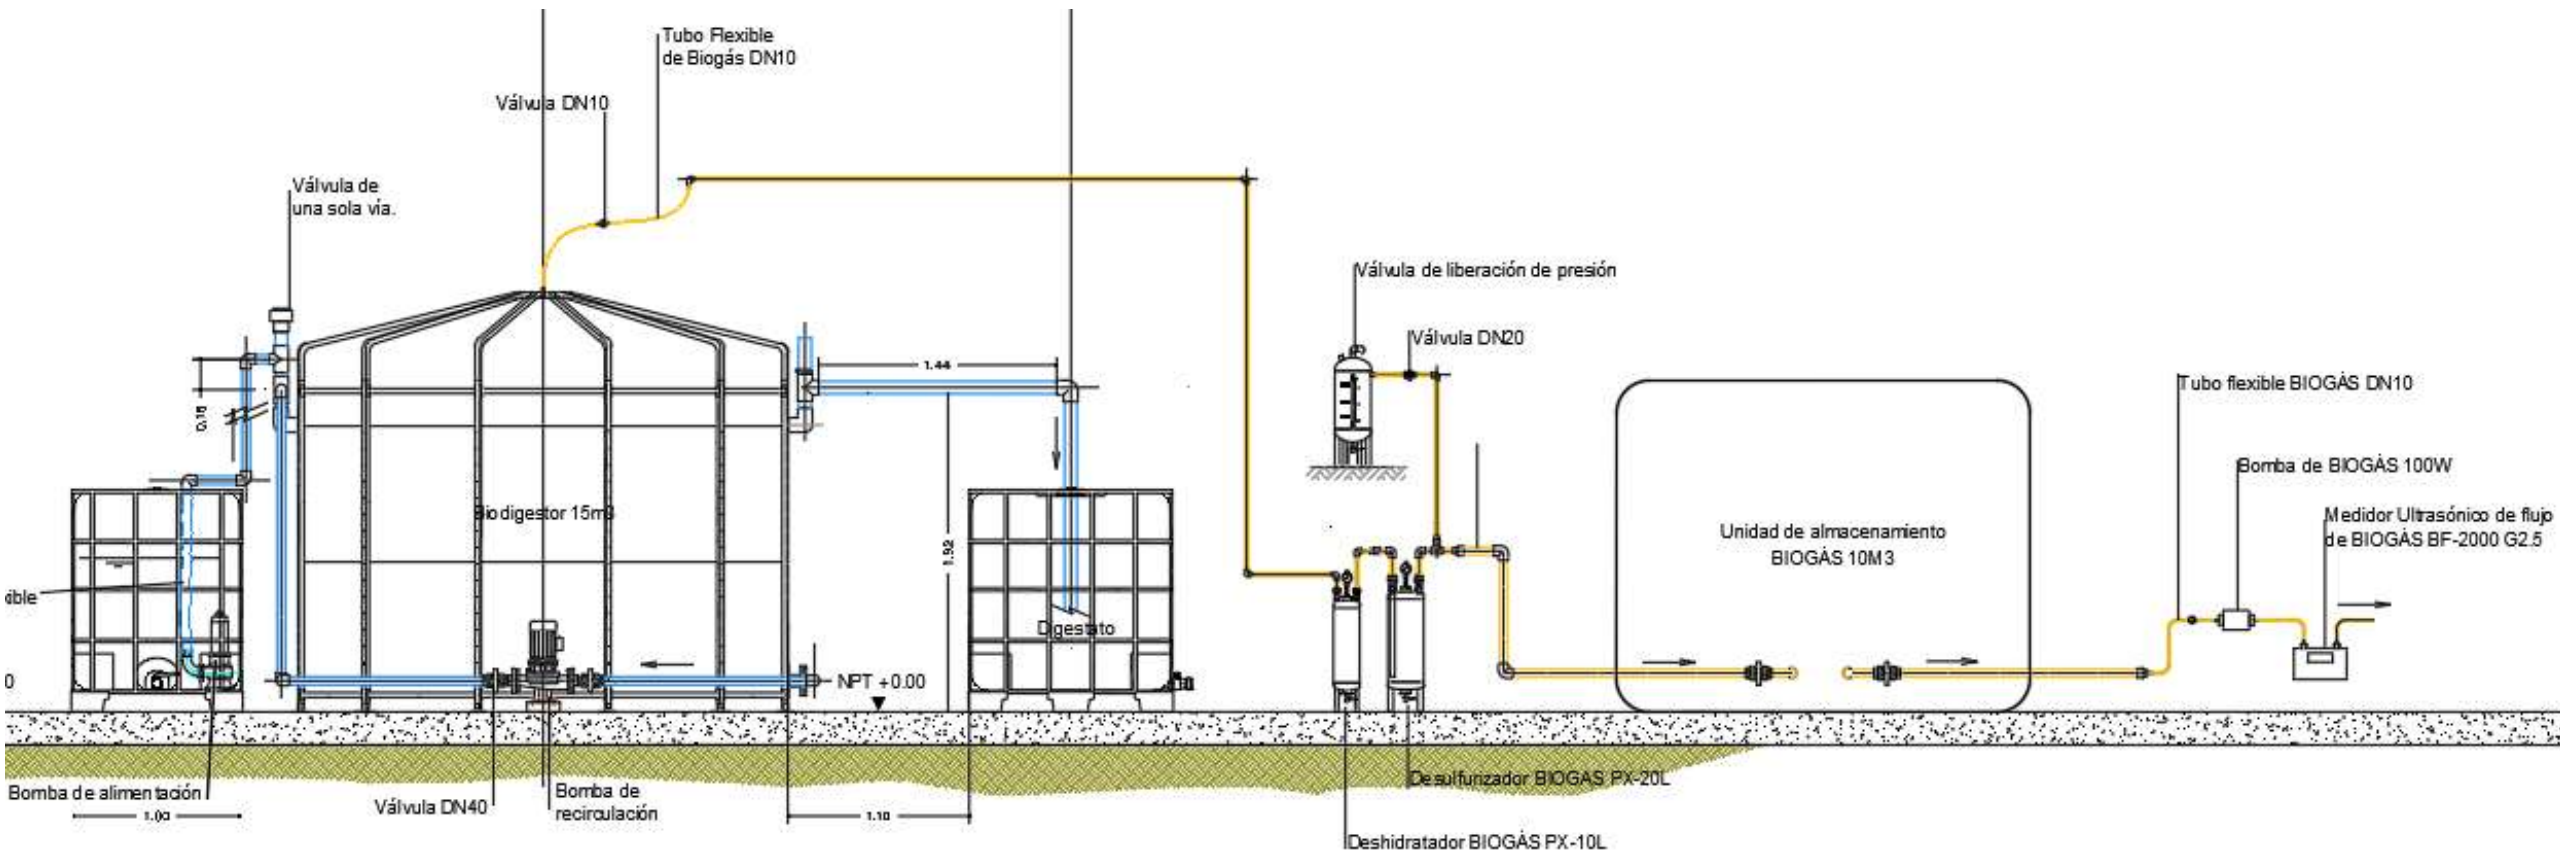 Tubo Flexible
de Biogás DN10
Válvula DN10
Válvula de
una sola vía.
Válvula de liberación de presión
Válvula DN20
1.44
Tubo flexible BIOGÁS DN10
0.16
Bomba de BIOGÁS 100W
Biodigestor 15m3
Medidor Ultrasónico de flujo
de BIOGÁS BF-2000 G2.5
Unidad de almacenamiento
BIOGÁS 10M3
1.92
ible
Digestato
0
NPT +0.00
Desulfurizador BIOGAS PX-20L
Bomba de alimentación
Válvula DN40
Bomba de
recirculación
1.00
1.10
Deshidratador BIOGÁS PX-10L